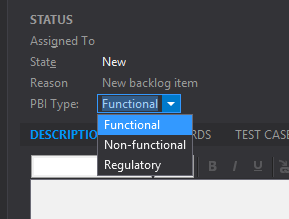 STATUS
Assigned To
State New
Reason New backlog item
PBI Type: Functional
Functional
DESCRIPTIO RDS TEST CASE
Non-functional
Regulatory
B I U